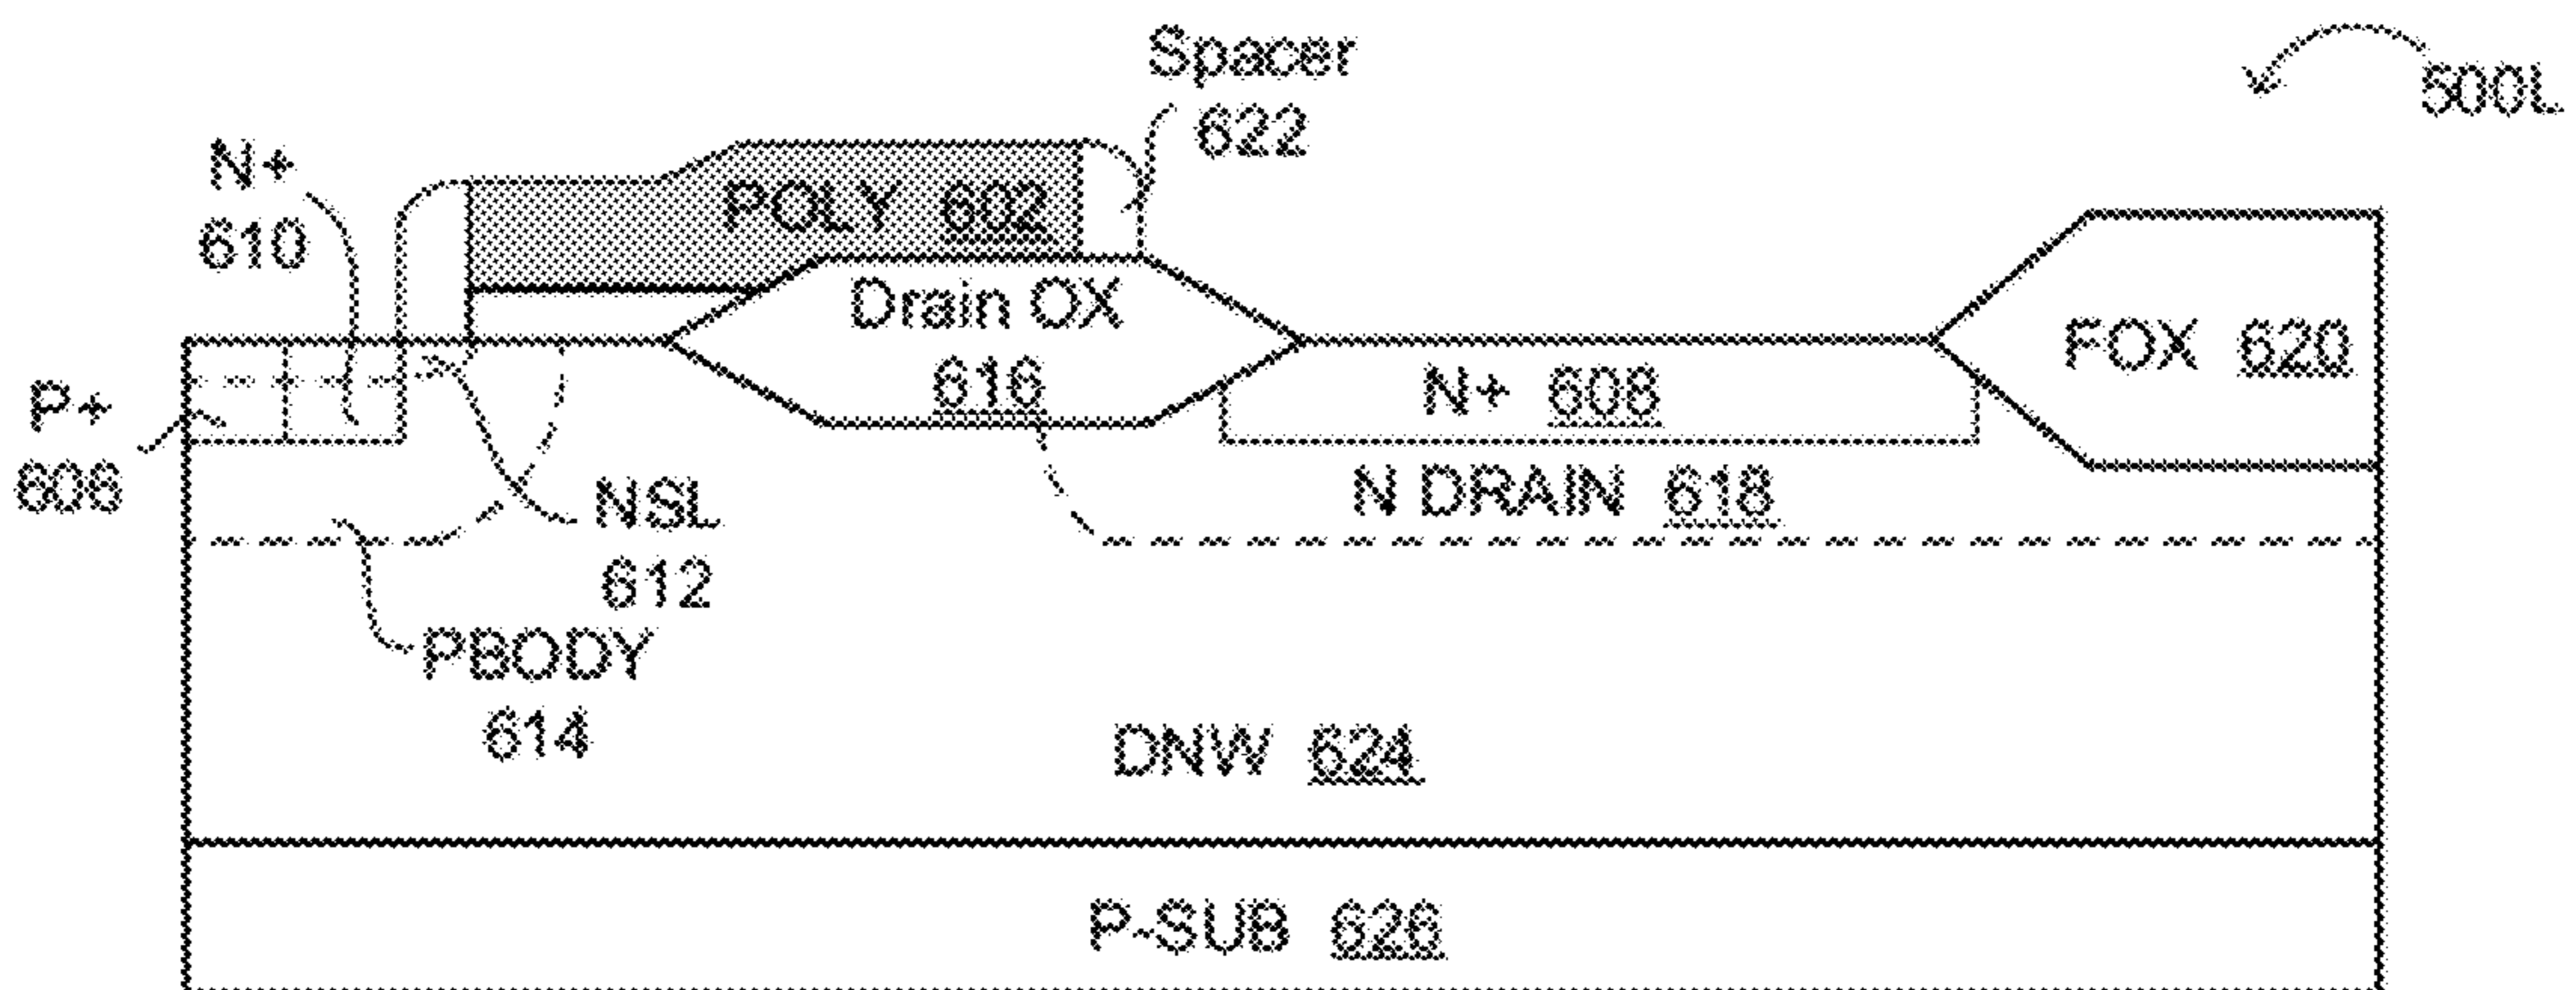 Spacer
622
500L
N+
610
POLY 602
Drain OX
616
FOX 620
P+
606
N+ 608
N DRAIN 618
NSL
612
PBODY
614
DNW 624
P-SUB 626